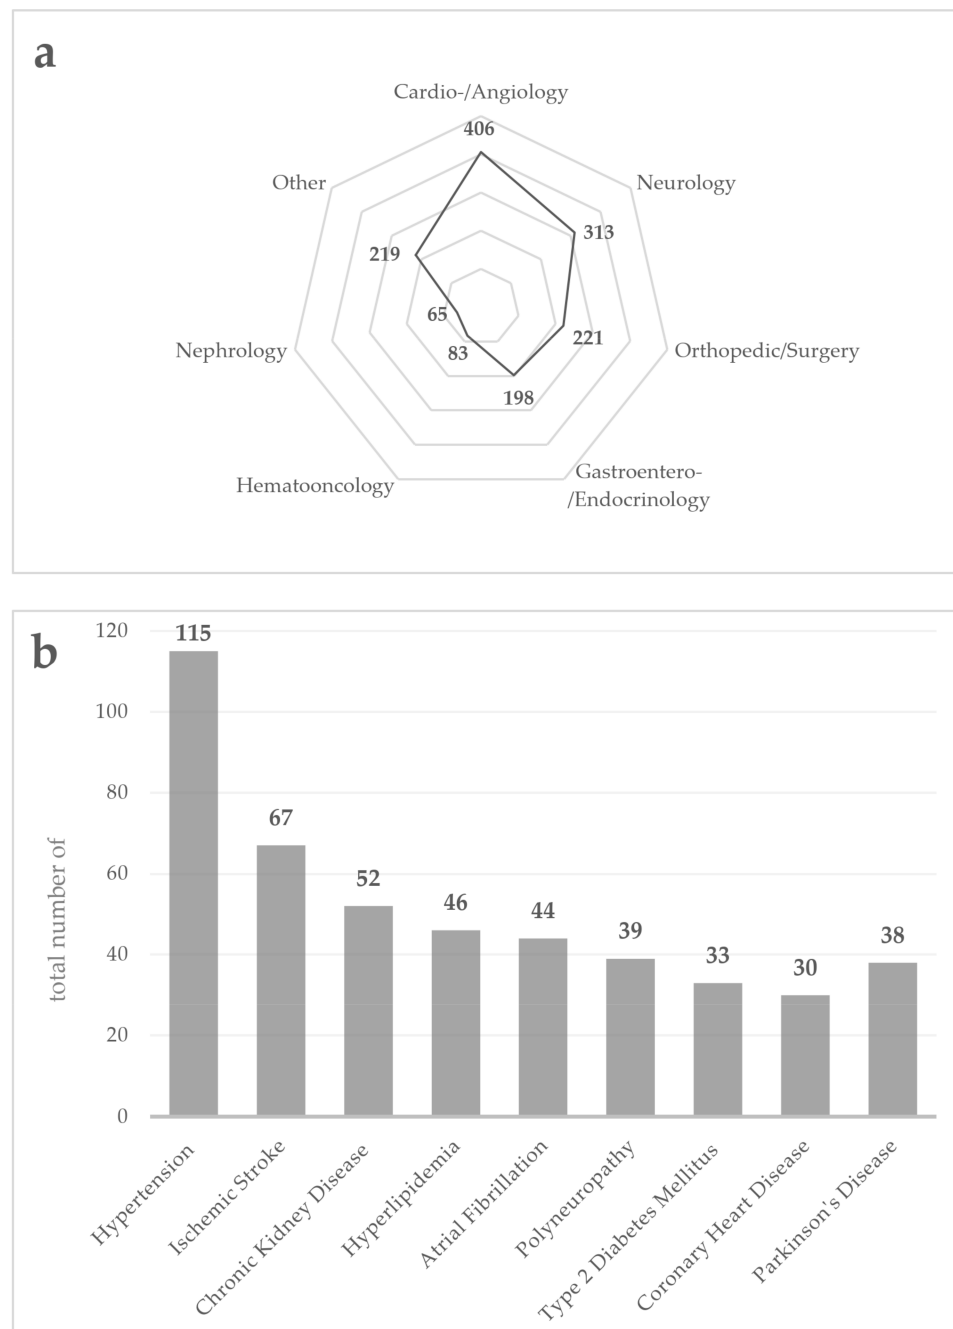 a
Cardio-/Angiology
406
Other
Neurology
313
219
65
221
Nephrology
Orthopedic/Surgery
83
198
Hematooncology
Gastroentero-
/Endocrinology
b
120
115
100
80
67
total number of
60
52
46
44
39
38
40
33
30
20
0
Hypertension
Ischemic Stroke
Chronic Kidney Disease
Hyperlipidemia
Atrial Fibrillation
Polyneuropathy
Type 2 Diabetes Mellitus
Coronary Heart Disease
Parkinson's Disease